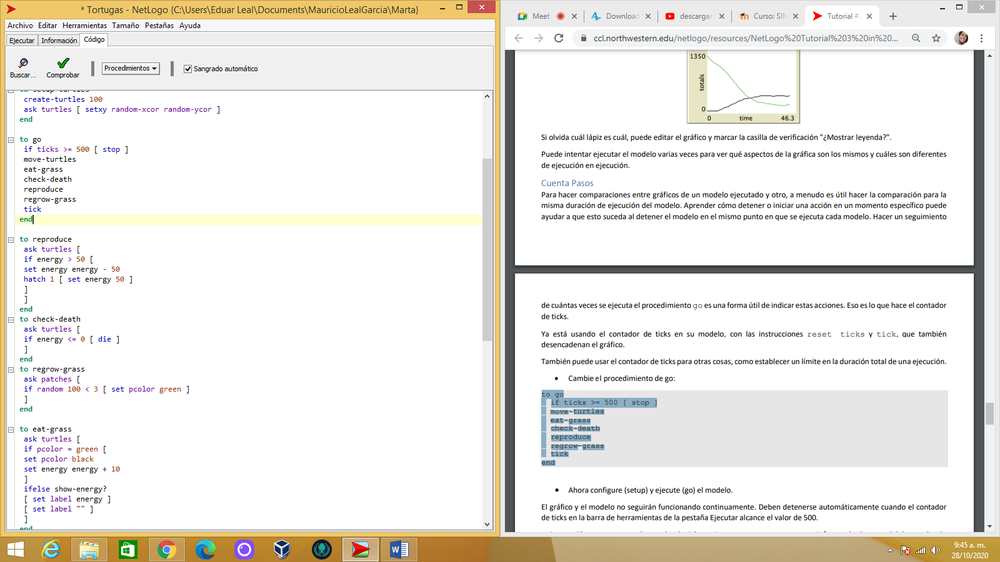 * Tortugas - NetLogo {C:\Users\Eduar Leal\Documents\MauricioLealGarcia\Marta}
Archivo Editar Herramientas Tamaño Pestañas Ayuda
Ejecutar Información Código
Buscar... Comprobar Procedimientos Sangrado automático
to setup-turtles
create-turtles 100
ask turtles [ setxy random-xcor random-ycor ]
end
to go
if ticks >= 500 [ stop ]
move-turtles
eat-grass
check-death
reproduce
regrow-grass
tick
end
to reproduce
ask turtles [
if energy > 50 [
set energy energy - 50
hatch 1 [ set energy 50 ]
]
]
end
to check-death
ask turtles [
if energy <= 0 [ die ]
]
end
to regrow-grass
ask patches [
if random 100 < 3 [ set pcolor green ]
]
end
to eat-grass
ask turtles [
if pcolor = green [
set pcolor black
set energy energy + 10
]
ifelse show-energy?
[ set label energy ]
[ set label "" ]
]
end
Meet Download descargar Curso: SIM Tutorial #
ccl.northwestern.edu/netlogo/resources/NetLogo%20Tutorial%203%20in%20...
1350
totals
0
0 time 46.3
Si olvida cuál lápiz es cuál, puede editar el gráfico y marcar la casilla de verificación "¿Mostrar leyenda?".
Puede intentar ejecutar el modelo varias veces para ver qué aspectos de la gráfica son los mismos y cuáles son diferentes
de ejecución en ejecución.
Cuenta Pasos
Para hacer comparaciones entre gráficos de un modelo ejecutado y otro, a menudo es útil hacer la comparación para la
misma duración de ejecución del modelo. Aprender cómo detener o iniciar una acción en un momento específico puede
ayudar a que esto suceda al detener el modelo en el mismo punto en que se ejecuta cada modelo. Hacer un seguimiento
de cuántas veces se ejecuta el procedimiento go es una forma útil de indicar estas acciones. Eso es lo que hace el contador
de ticks.
Ya está usando el contador de ticks en su modelo, con las instrucciones reset ticks y tick, que también
desencadenan el gráfico.
También puede usar el contador de ticks para otras cosas, como establecer un límite en la duración total de una ejecución.
• Cambie el procedimiento de go:
to go
if ticks >= 500 [ stop ]
move-turtles
eat-grass
check-death
reproduce
regrow-grass
tick
end
• Ahora configure (setup) y ejecute (go) el modelo.
El gráfico y el modelo no seguirán funcionando continuamente. Deben detenerse automáticamente cuando el contador
de ticks en la barra de herramientas de la pestaña Ejecutar alcance el valor de 500.
9:45 a. m.
28/10/2020